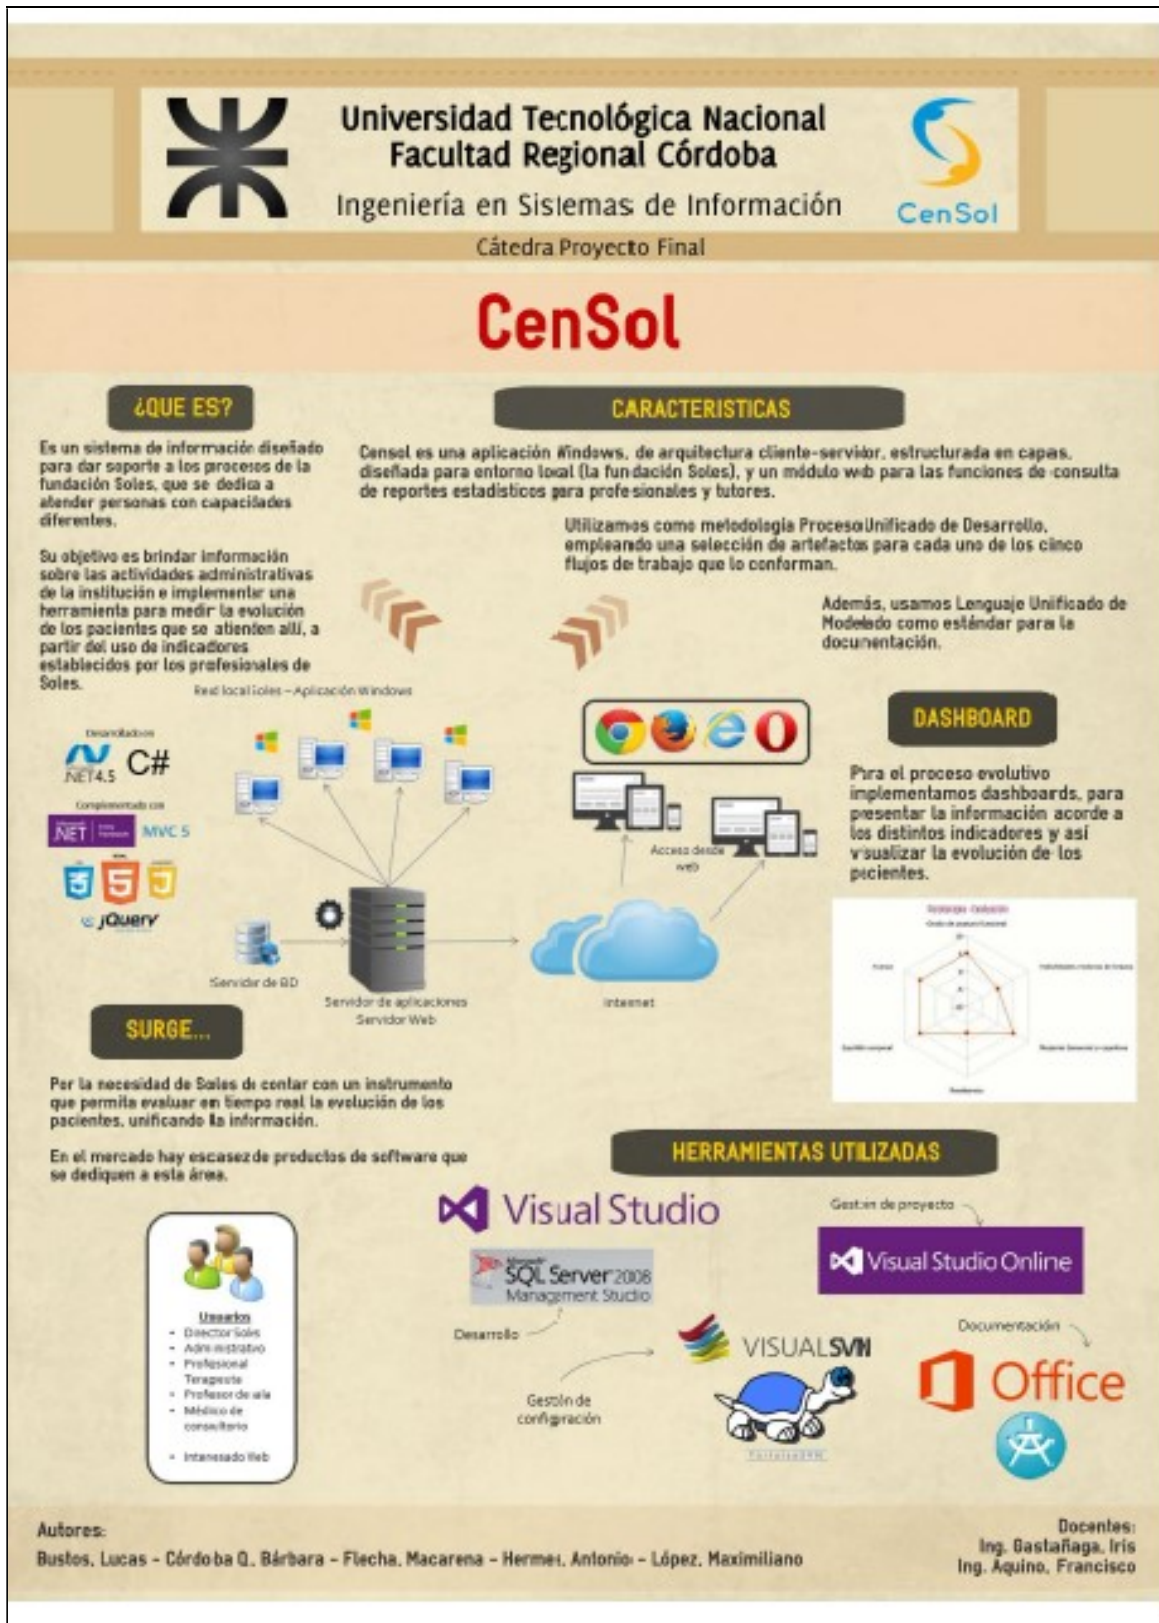 Universidad Tecnológica Nacional
Facultad Regional Córdoba
Ingeniería en Sistemas de Información
CenSol
Cátedra Proyecto Final
CenSol
¿QUE ES?
Es un sistema de información diseñado
para dar soporte a los procesos de la
fundación Soles, que se dedica a
atender personas con capacidades
diferentes.
Su objetivo es brindar información
sobre las actividades administrativas
de la institución e implementar una
herramienta para medir la evolución
de los pacientes que se atienden allí, a
partir del uso de indicadores
establecidos por los profesionales de
Soles.
CARACTERISTICAS
Censol es una aplicación Windows, de arquitectura cliente-servidor, estructurada en capas,
diseñada para entorno local (la fundación Soles), y un módulo web para las funciones de consulta
de reportes estadísticos para profesionales y tutores.
Utilizamos como metodología Proceso Unificado de Desarrollo,
empleando una selección de artefactos para cada uno de los cinco
flujos de trabajo que lo conforman.
Además, usamos Lenguaje Unificado de
Modelado como estándar para la
documentación.
Red local Soles - Aplicación Windows
Desarrollado en
.NET4.5 C#
Complementado con
.NET MVC 5
3 5
jQuery
Acceso desde
web
Servidor de BD
Servidor de aplicaciones
Servidor Web
Internet
DASHBOARD
Para el proceso evolutivo
implementamos dashboards, para
presentar la información acorde a
los distintos indicadores y así
visualizar la evolución de los
pacientes.
SURGE...
Por la necesidad de Soles de contar con un instrumento
que permita evaluar en tiempo real la evolución de los
pacientes, unificando la información.
En el mercado hay escasez de productos de software que
se dediquen a esta área.
Usuarios
• Director Soles
• Administrativo
• Profesional
Terapeuta
• Profesor de sala
• Médico de
consultorio
• Interesado Web
HERRAMIENTAS UTILIZADAS
Visual Studio
Microsoft
SQL Server 2008
Management Studio
Desarrollo
Gestión de proyecto
Visual Studio Online
Gestión de
configuración
VISUALSVN
TortoiseSVN
Documentación
Office
Autores:
Bustos, Lucas - Córdoba Q., Bárbara - Flecha, Macarena - Hermes, Antonio - López, Maximiliano
Docentes:
Ing. Gastañaga, Iris
Ing. Aquino, Francisco